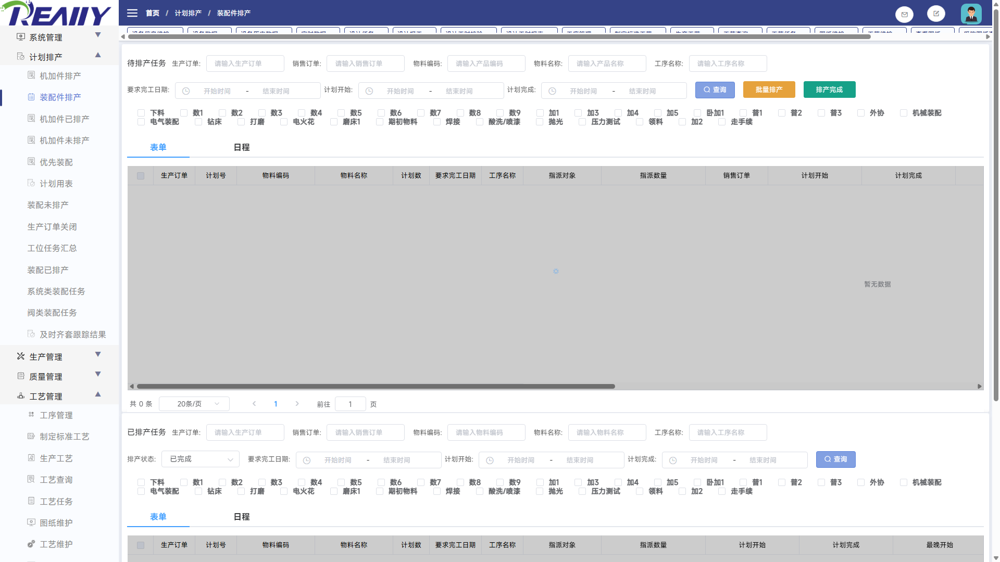 REAIIY
首页 / 计划排产 / 装配件排产
系统管理
计划排产
机加件排产
装配件排产
机加件已排产
机加件未排产
优先装配
计划用表
装配未排产
生产订单关闭
工位任务汇总
装配已排产
系统类装配任务
阀类装配任务
及时齐套跟踪结果
生产管理
质量管理
工艺管理
工序管理
制定标准工艺
生产工艺
工艺查询
工艺任务
图纸维护
工艺维护
待排产任务 生产订单: 请输入生产订单 销售订单: 请输入销售订单 物料编码: 请输入产品编码 物料名称: 请输入产品名称 工序名称: 请输入工序名称
要求完工日期: 开始时间 - 结束时间 计划开始: 开始时间 - 结束时间 计划完成: 开始时间 - 结束时间 查询 批量排产 排产完成
下料 数1 数2 数3 数4 数5 数6 数7 数8 数9 加1 加3 加4 加5 卧加1 普1 普2 普3 外协 机械装配
电气装配 钻床 打磨 电火花 磨床1 期初物料 焊接 酸洗/喷漆 抛光 压力测试 领料 加2 走手续
表单 日程
生产订单 计划号 物料编码 物料名称 计划数 要求完工日期 工序名称 指派对象 指派数量 销售订单 计划开始 计划完成
暂无数据
共 0 条 20条/页 1 前往 1 页
已排产任务 生产订单: 请输入生产订单 销售订单: 请输入销售订单 物料编码: 请输入物料编码 物料名称: 请输入物料名称 工序名称: 请输入工序名称
排产状态: 已完成 要求完工日期: 开始时间 - 结束时间 计划开始: 开始时间 - 结束时间 计划完成: 开始时间 - 结束时间 查询
下料 数1 数2 数3 数4 数5 数6 数7 数8 数9 加1 加3 加4 加5 卧加1 普1 普2 普3 外协 机械装配
电气装配 钻床 打磨 电火花 磨床1 期初物料 焊接 酸洗/喷漆 抛光 压力测试 领料 加2 走手续
表单 日程
生产订单 计划号 物料编码 物料名称 计划数 要求完工日期 工序名称 指派对象 指派数量 计划开始 计划完成 最晚开始